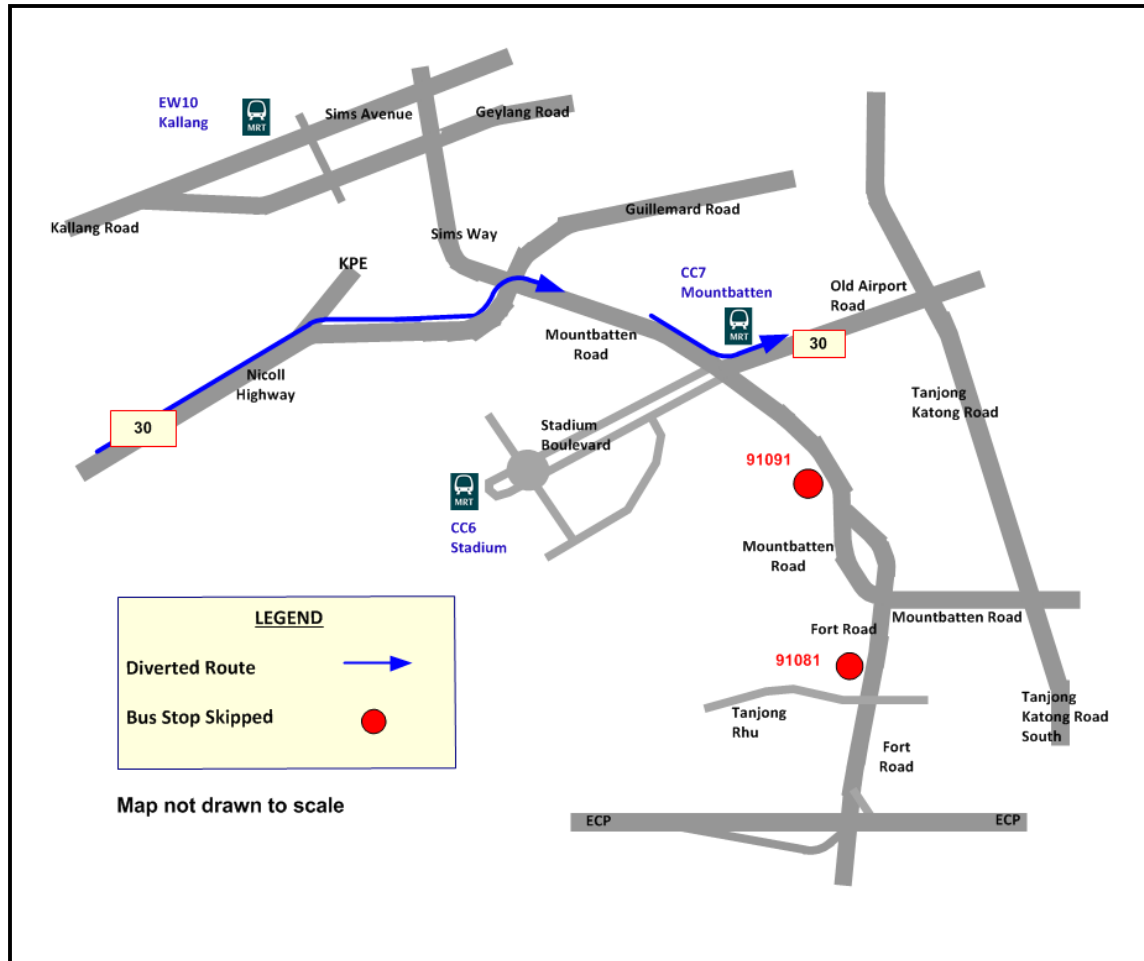 EW10
Kallang
MRT
Sims Avenue
Geylang Road
Kallang Road
Sims Way
Guillemard Road
KPE
CC7
Mountbatten
MRT
Old Airport
Road
30
Mountbatten
Road
Nicoll
Highway
30
Tanjong
Katong Road
Stadium
Boulevard
91091
MRT
CC6
Stadium
Mountbatten
Road
Mountbatten Road
Fort Road
91081
Tanjong
Rhu
Tanjong
Katong Road
South
Fort
Road
ECP
ECP
LEGEND
Diverted Route
Bus Stop Skipped
Map not drawn to scale